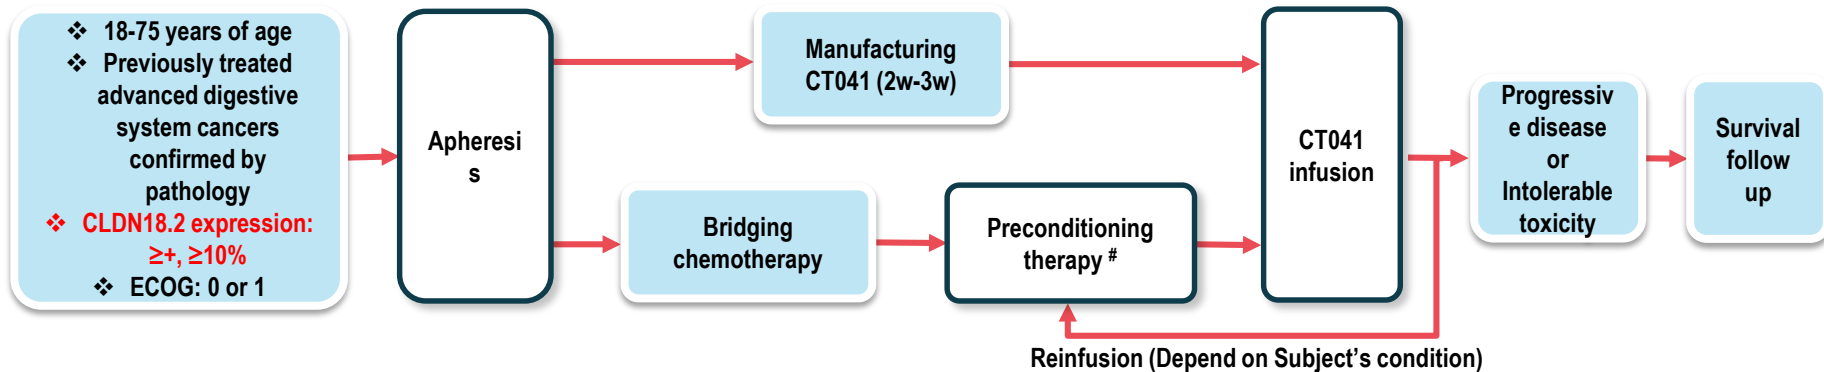 ❖ 18-75 years of age
❖ Previously treated
advanced digestive
system cancers
confirmed by
pathology
❖ CLDN18.2 expression:
≥+, ≥10%
❖ ECOG: 0 or 1
Apheresi
s
Manufacturing
CT041 (2w-3w)
Bridging
chemotherapy
Preconditioning
therapy #
CT041
infusion
Progressiv
e disease
or
Intolerable
toxicity
Survival
follow
up
Reinfusion (Depend on Subject's condition)